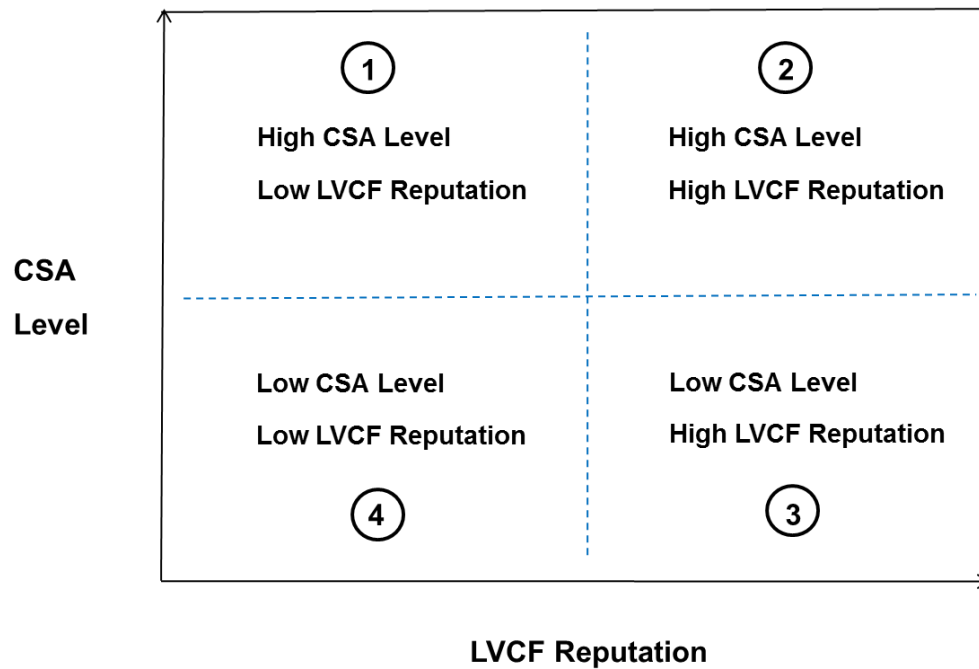 1
2
High CSA Level
Low LVCF Reputation
High CSA Level
High LVCF Reputation
CSA
Level
Low CSA Level
Low LVCF Reputation
Low CSA Level
High LVCF Reputation
4
3
LVCF Reputation